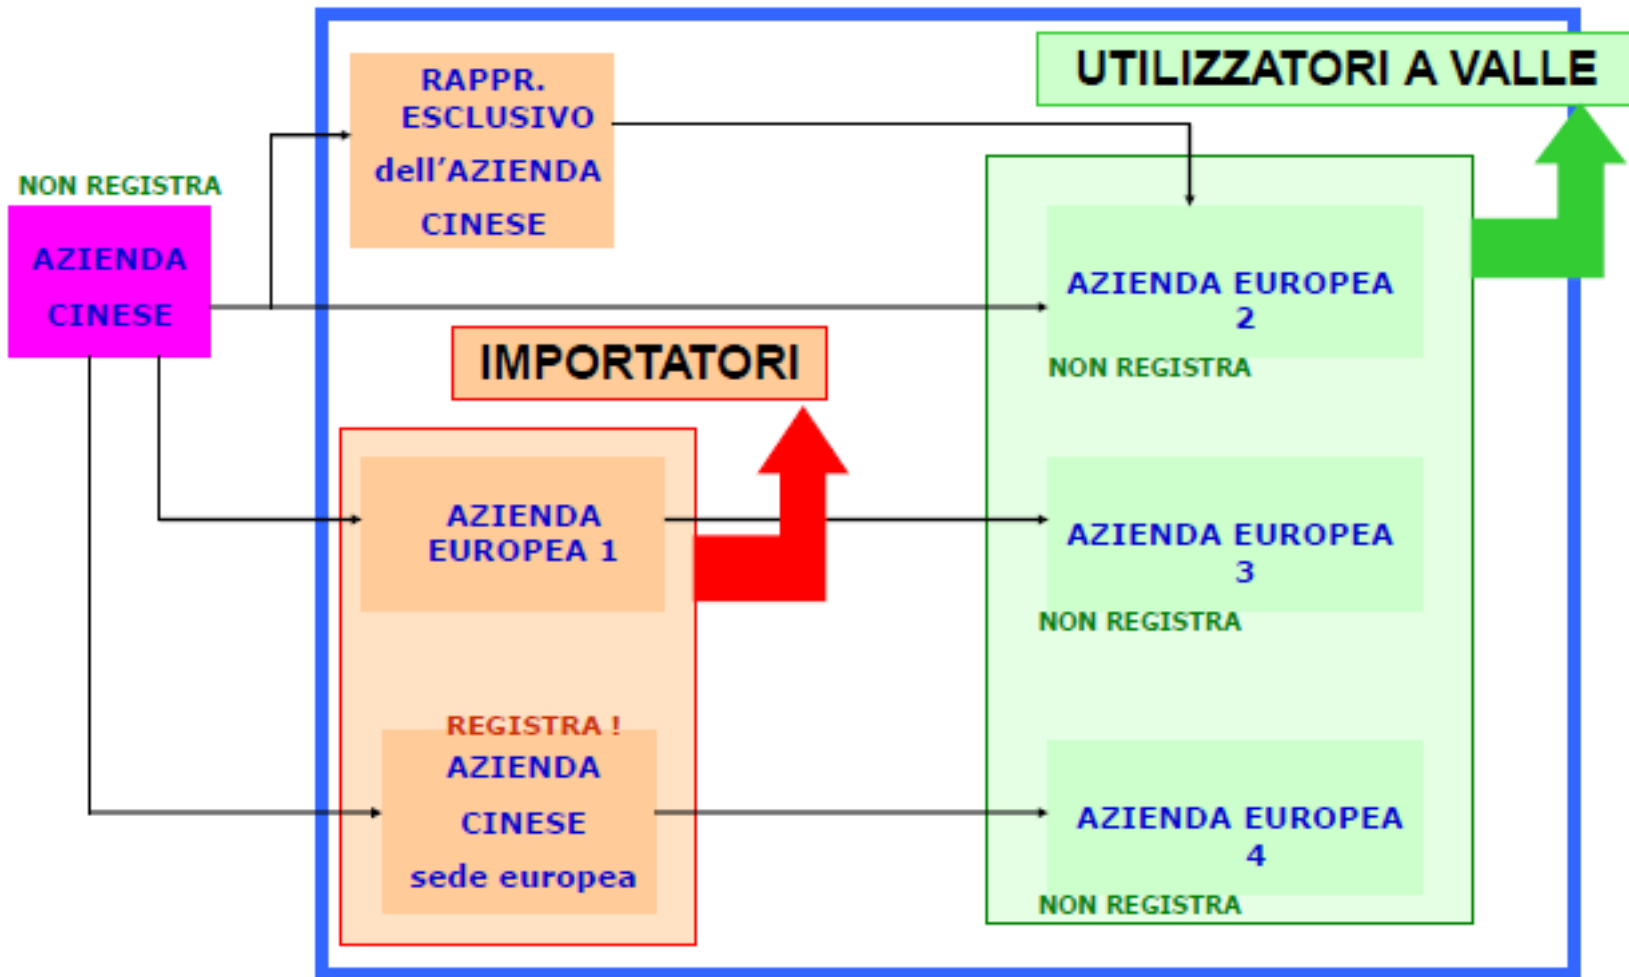 UTILIZZATORI A VALLE
RAPPR.
ESCLUSIVO
dell'AZIENDA
CINESE
NON REGISTRA
AZIENDA
CINESE
AZIENDA EUROPEA
2
NON REGISTRA
IMPORTATORI
AZIENDA
EUROPEA 1
AZIENDA EUROPEA
3
NON REGISTRA
REGISTRA !
AZIENDA
CINESE
sede europea
AZIENDA EUROPEA
4
NON REGISTRA